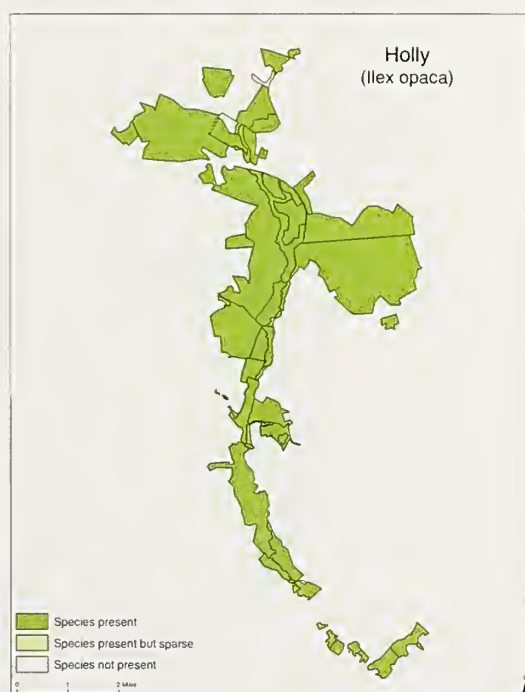 Holly
(Ilex opaca)
Species present
Species present but sparse
Species not present
0 1 2 Miles